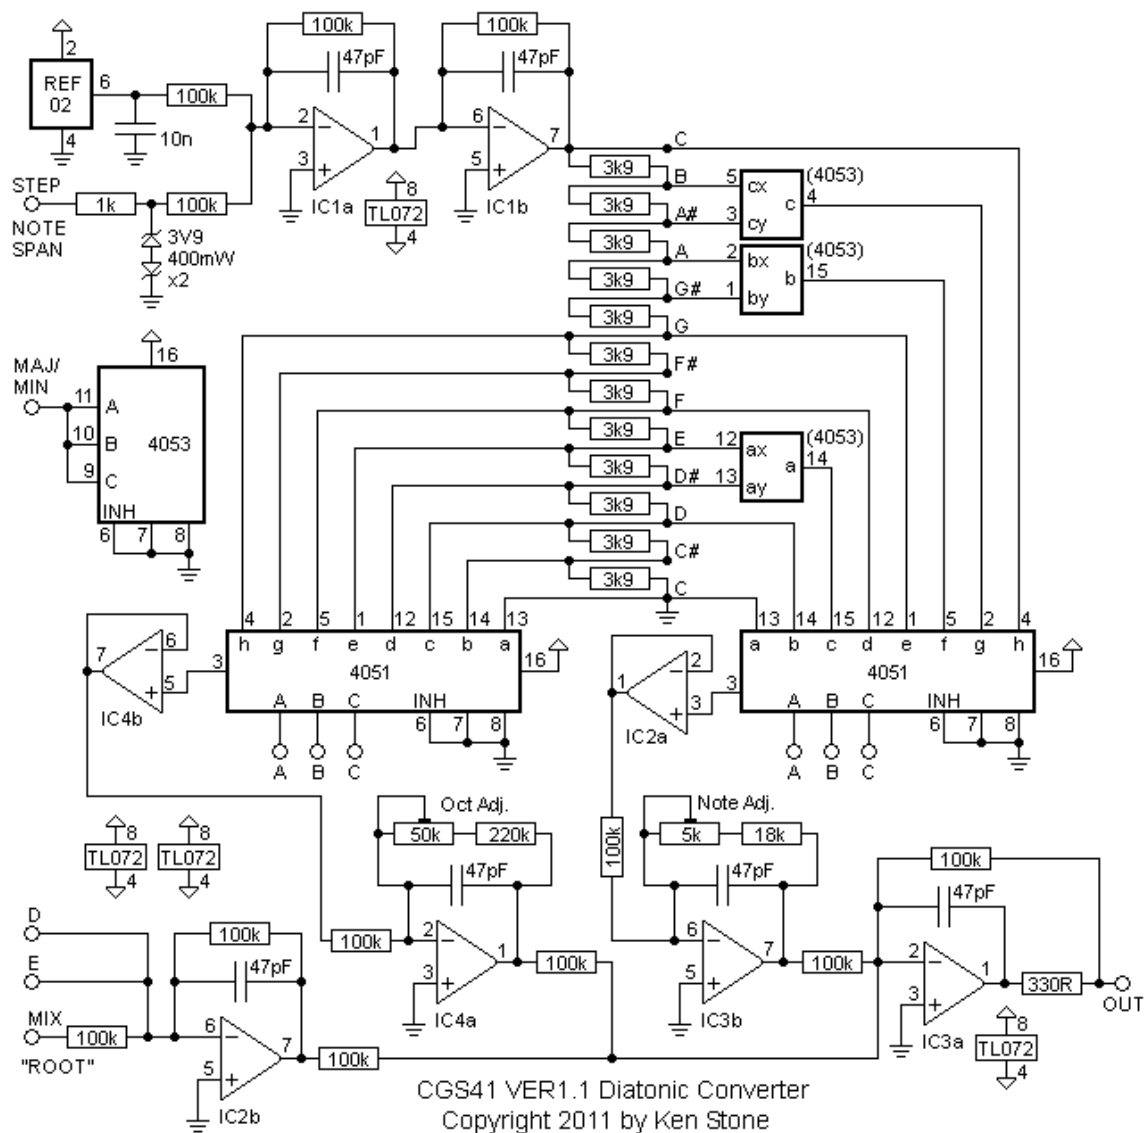 100k
47pF
100k
47pF
2
REF
02
6
100k
4
10n
2
3
1
IC1a
8
TL072
4
6
5
7
IC1b
STEP
1k
100k
NOTE
SPAN
3V9
400mW
x2
C
3k9
B
5
cx
(4053)
4
c
3k9
A#
3
cy
3k9
A
2
bx
(4053)
15
b
3k9
G#
1
by
3k9
G
3k9
F#
3k9
F
3k9
E
12
ax
(4053)
14
a
3k9
D#
13
ay
3k9
D
3k9
C#
3k9
C
16
MAJ/
MIN
11
A
10
B
4053
9
C
INH
6
7
8
4
2
5
1
12
15
14
13
h
g
f
e
d
c
b
a
4051
16
3
A
B
C
INH
6
7
8
A
B
C
7
6
5
IC4b
13
14
15
12
1
5
2
4
a
b
c
d
e
f
g
h
4051
16
3
A
B
C
INH
6
7
8
A
B
C
1
2
3
IC2a
Oct Adj.
50k
220k
47pF
100k
2
3
1
IC4a
100k
100k
Note Adj.
5k
18k
47pF
6
5
7
IC3b
100k
100k
47pF
2
3
1
IC3a
330R
OUT
8
TL072
4
8
TL072
4
8
TL072
4
D
E
MIX
100k
"ROOT"
100k
47pF
6
5
7
IC2b
100k
CGS41 VER1.1 Diatonic Converter
Copyright 2011 by Ken Stone